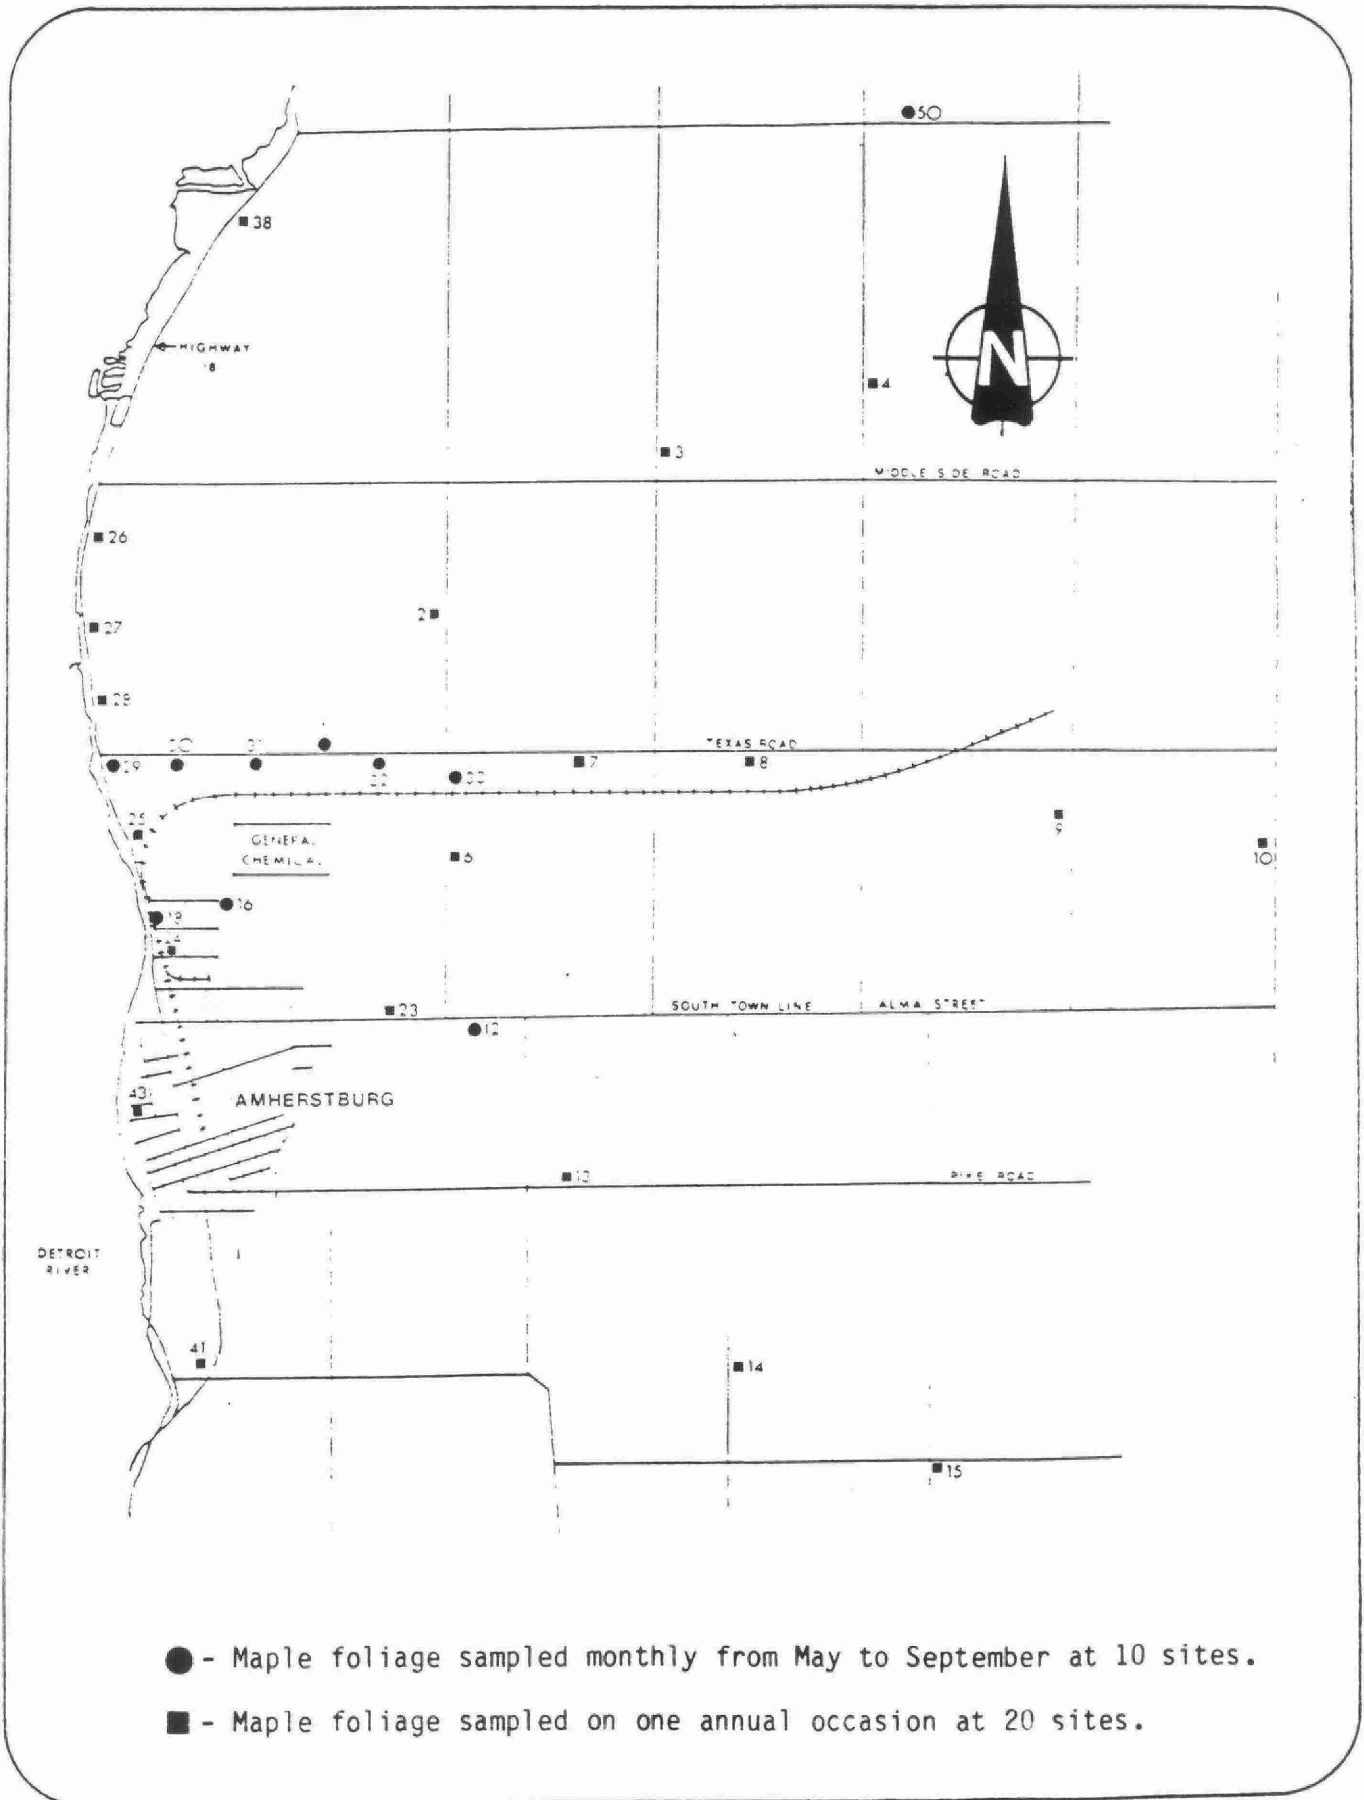 50
38
HIGHWAY
N
4
3
MIDDLE SIDE ROAD
26
2
27
28
TEXAS ROAD
29
7
8
GENERAL
CHEMICAL
9
10
16
18
SOUTH TOWN LINE
ALMA STREET
23
12
43
AMHERSTBURG
13
PIKE ROAD
DETROIT
RIVER
41
14
15
- Maple foliage sampled monthly from May to September at 10 sites.
- Maple foliage sampled on one annual occasion at 20 sites.